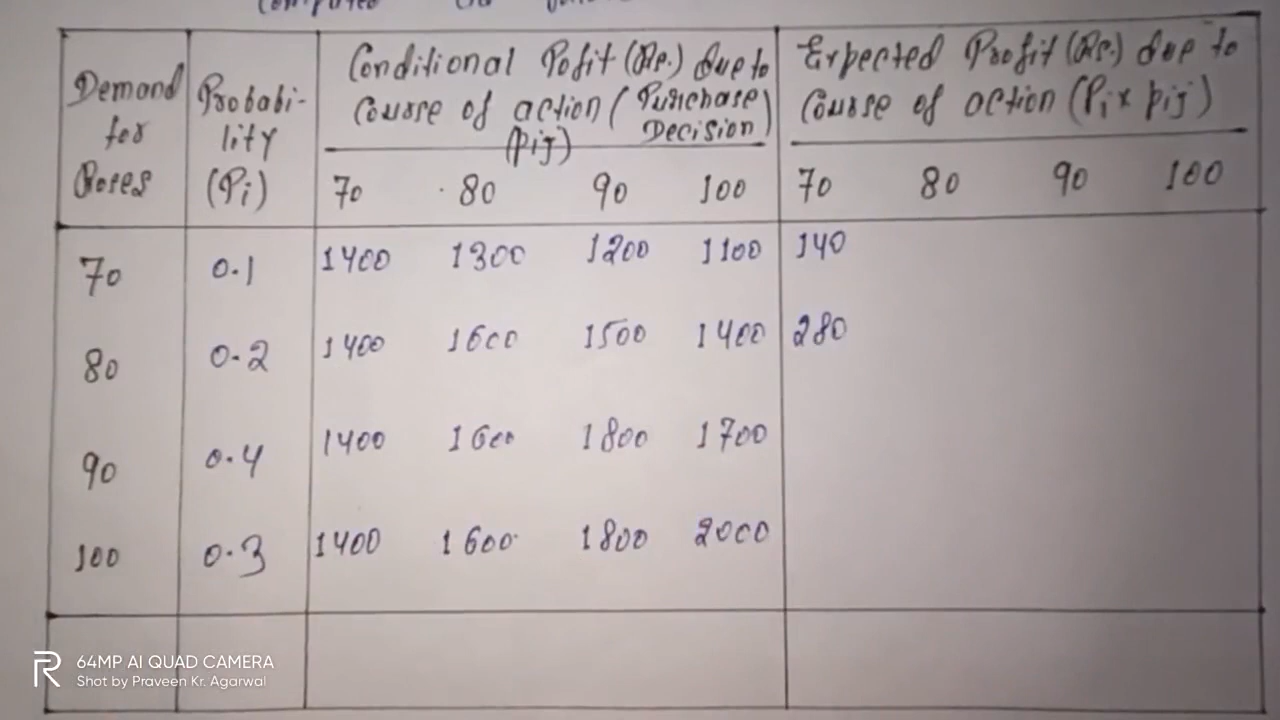 Demand for Roses
Probabi-lity (Pi)
Conditional Pofit (Rs.) due to
Course of action (Purchase Decision)
(pij)
Expected Profit (Rs.) due to
Course of action (Pi x pij)
70 80 90 100 70 80 90 100
70 0.1 1400 1300 1200 1100 140
80 0.2 1400 1600 1500 1400 280
90 0.4 1400 1600 1800 1700
100 0.3 1400 1600 1800 2000
64MP AI QUAD CAMERA
Shot by Praveen Kr. Agarwal